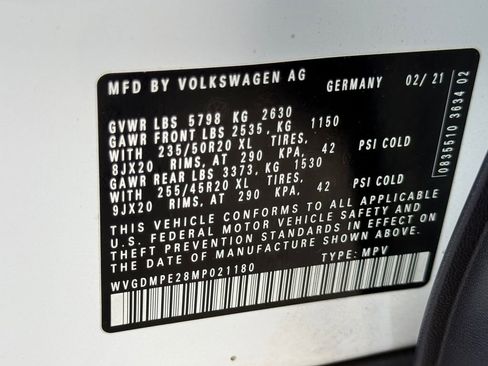 MFD BY VOLKSWAGEN AG GERMANY 02/21
GVWR LBS 5798 KG 2630
GAWR FRONT LBS 2535, KG 1150
WITH 235/50R20 XL TIRES,
8JX20 RIMS, AT 290 KPA, 42 PSI COLD
GAWR REAR LBS 3373, KG 1530
WITH 255/45R20 XL TIRES,
9JX20 RIMS, AT 290 KPA, 42 PSI COLD
THIS VEHICLE CONFORMS TO ALL APPLICABLE
U.S. FEDERAL MOTOR VEHICLE SAFETY AND
THEFT PREVENTION STANDARDS IN EFFECT ON
THE DATE OF MANUFACTURE SHOWN ABOVE.
WVGDMPE28MP021180 TYPE: MPV
0835510 3634 02